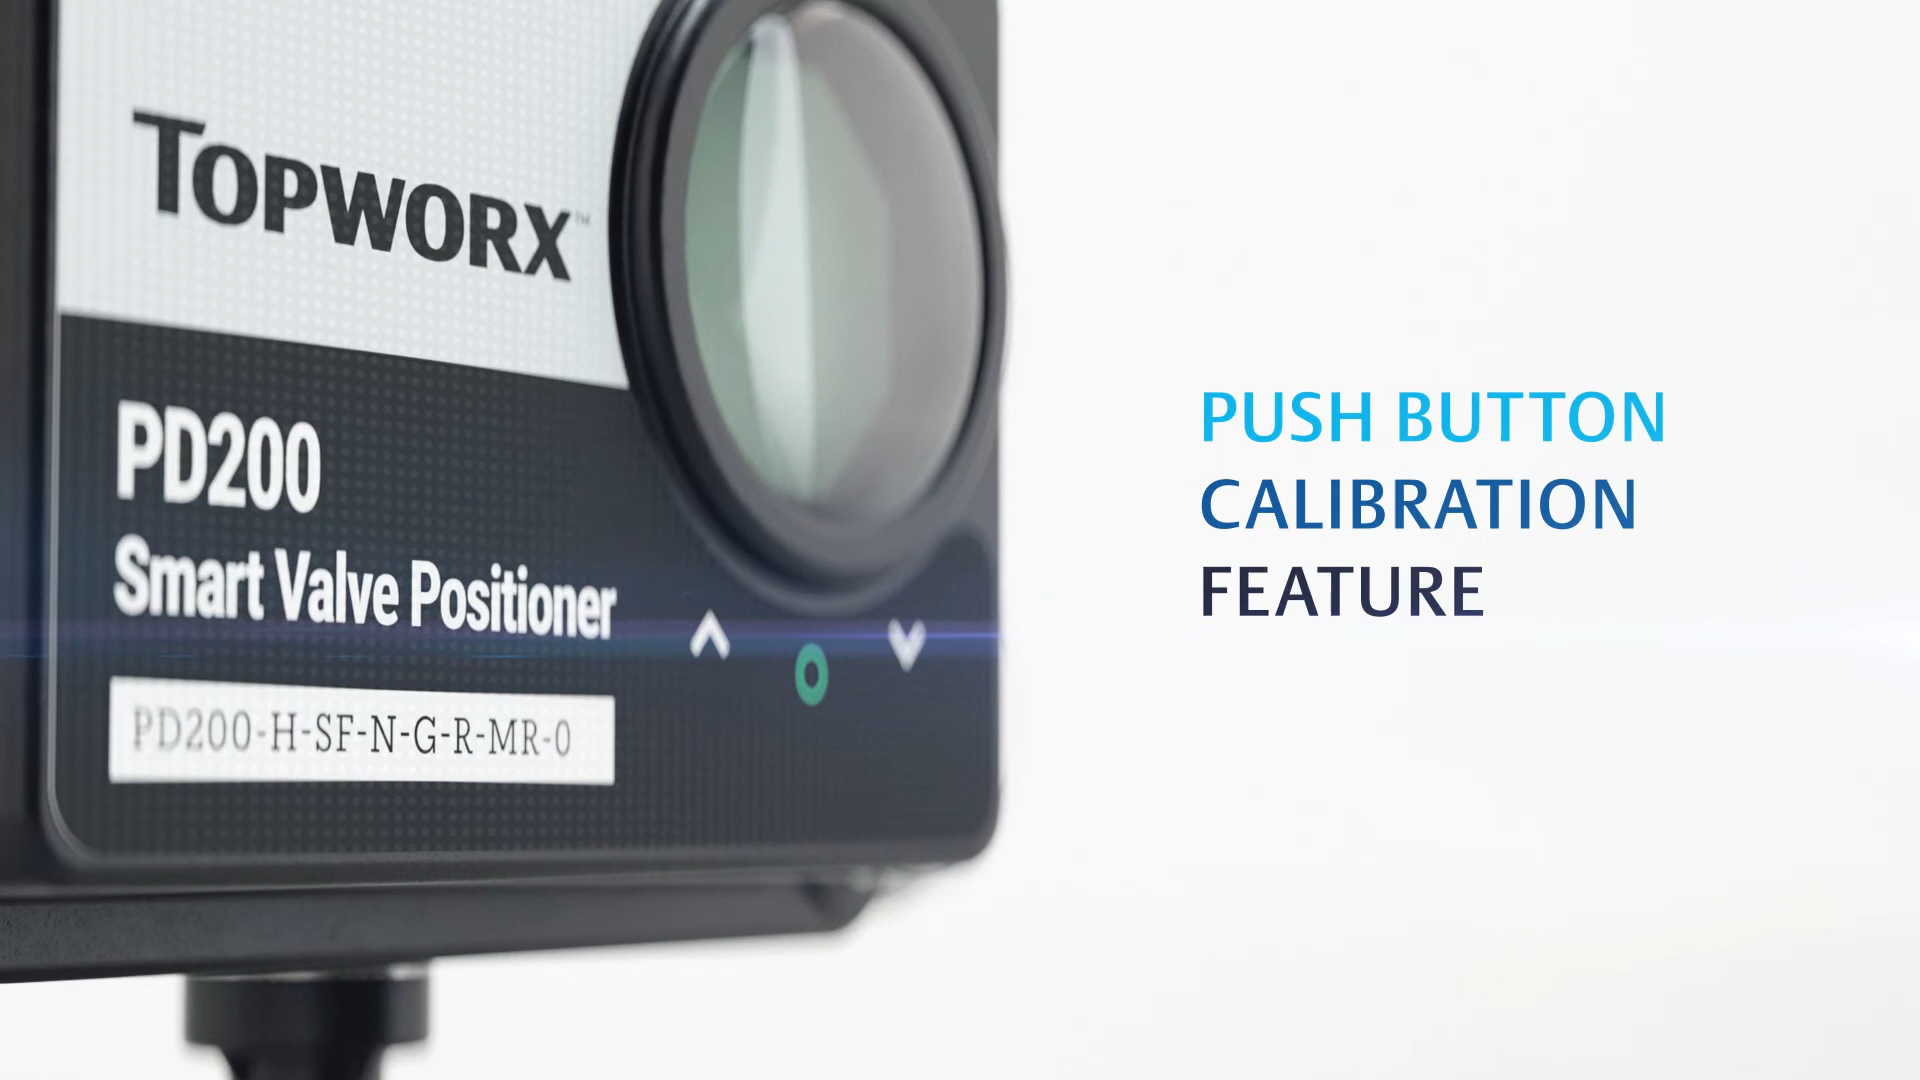 TOPWORX™
PD200
Smart Valve Positioner
PD200-H-SF-N-G-R-MR-0
PUSH BUTTON
CALIBRATION
FEATURE